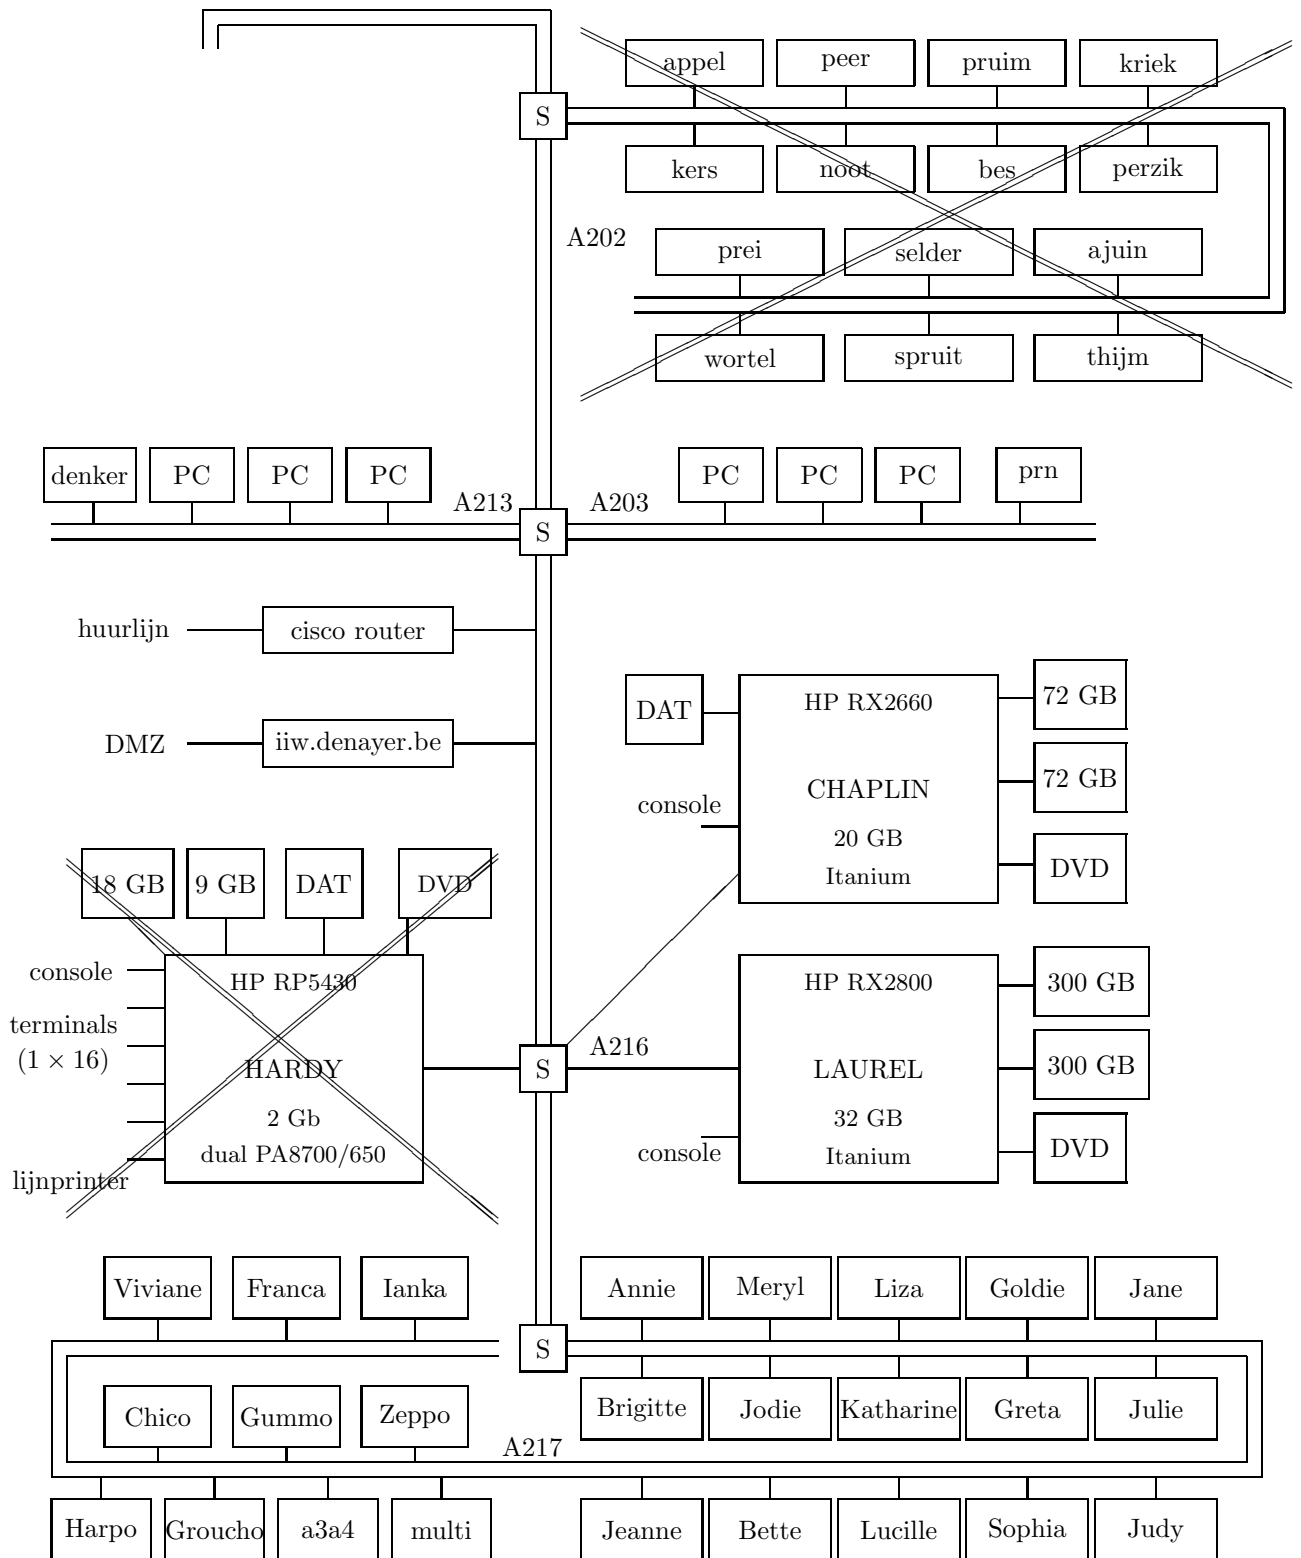 appel peer pruim kriek
S
kers noot bes perzik
A202
prei selder ajuin
wortel spruit thijm
denker PC PC PC
A213
A203
PC PC PC prn
S
huurlijn
cisco router
DMZ
iiw.denayer.be
DAT
console
HP RX2660
CHAPLIN
20 GB
Itanium
72 GB
72 GB
DVD
18 GB 9 GB DAT DVD
console
terminals
(1 × 16)
lijnprinter
HP RP5430
HARDY
2 Gb
dual PA8700/650
S
A216
console
HP RX2800
LAUREL
32 GB
Itanium
300 GB
300 GB
DVD
Viviane Franca Ianka
Annie Meryl Liza Goldie Jane
S
Chico Gummo Zeppo
Brigitte Jodie Katharine Greta Julie
A217
Harpo Groucho a3a4 multi
Jeanne Bette Lucille Sophia Judy